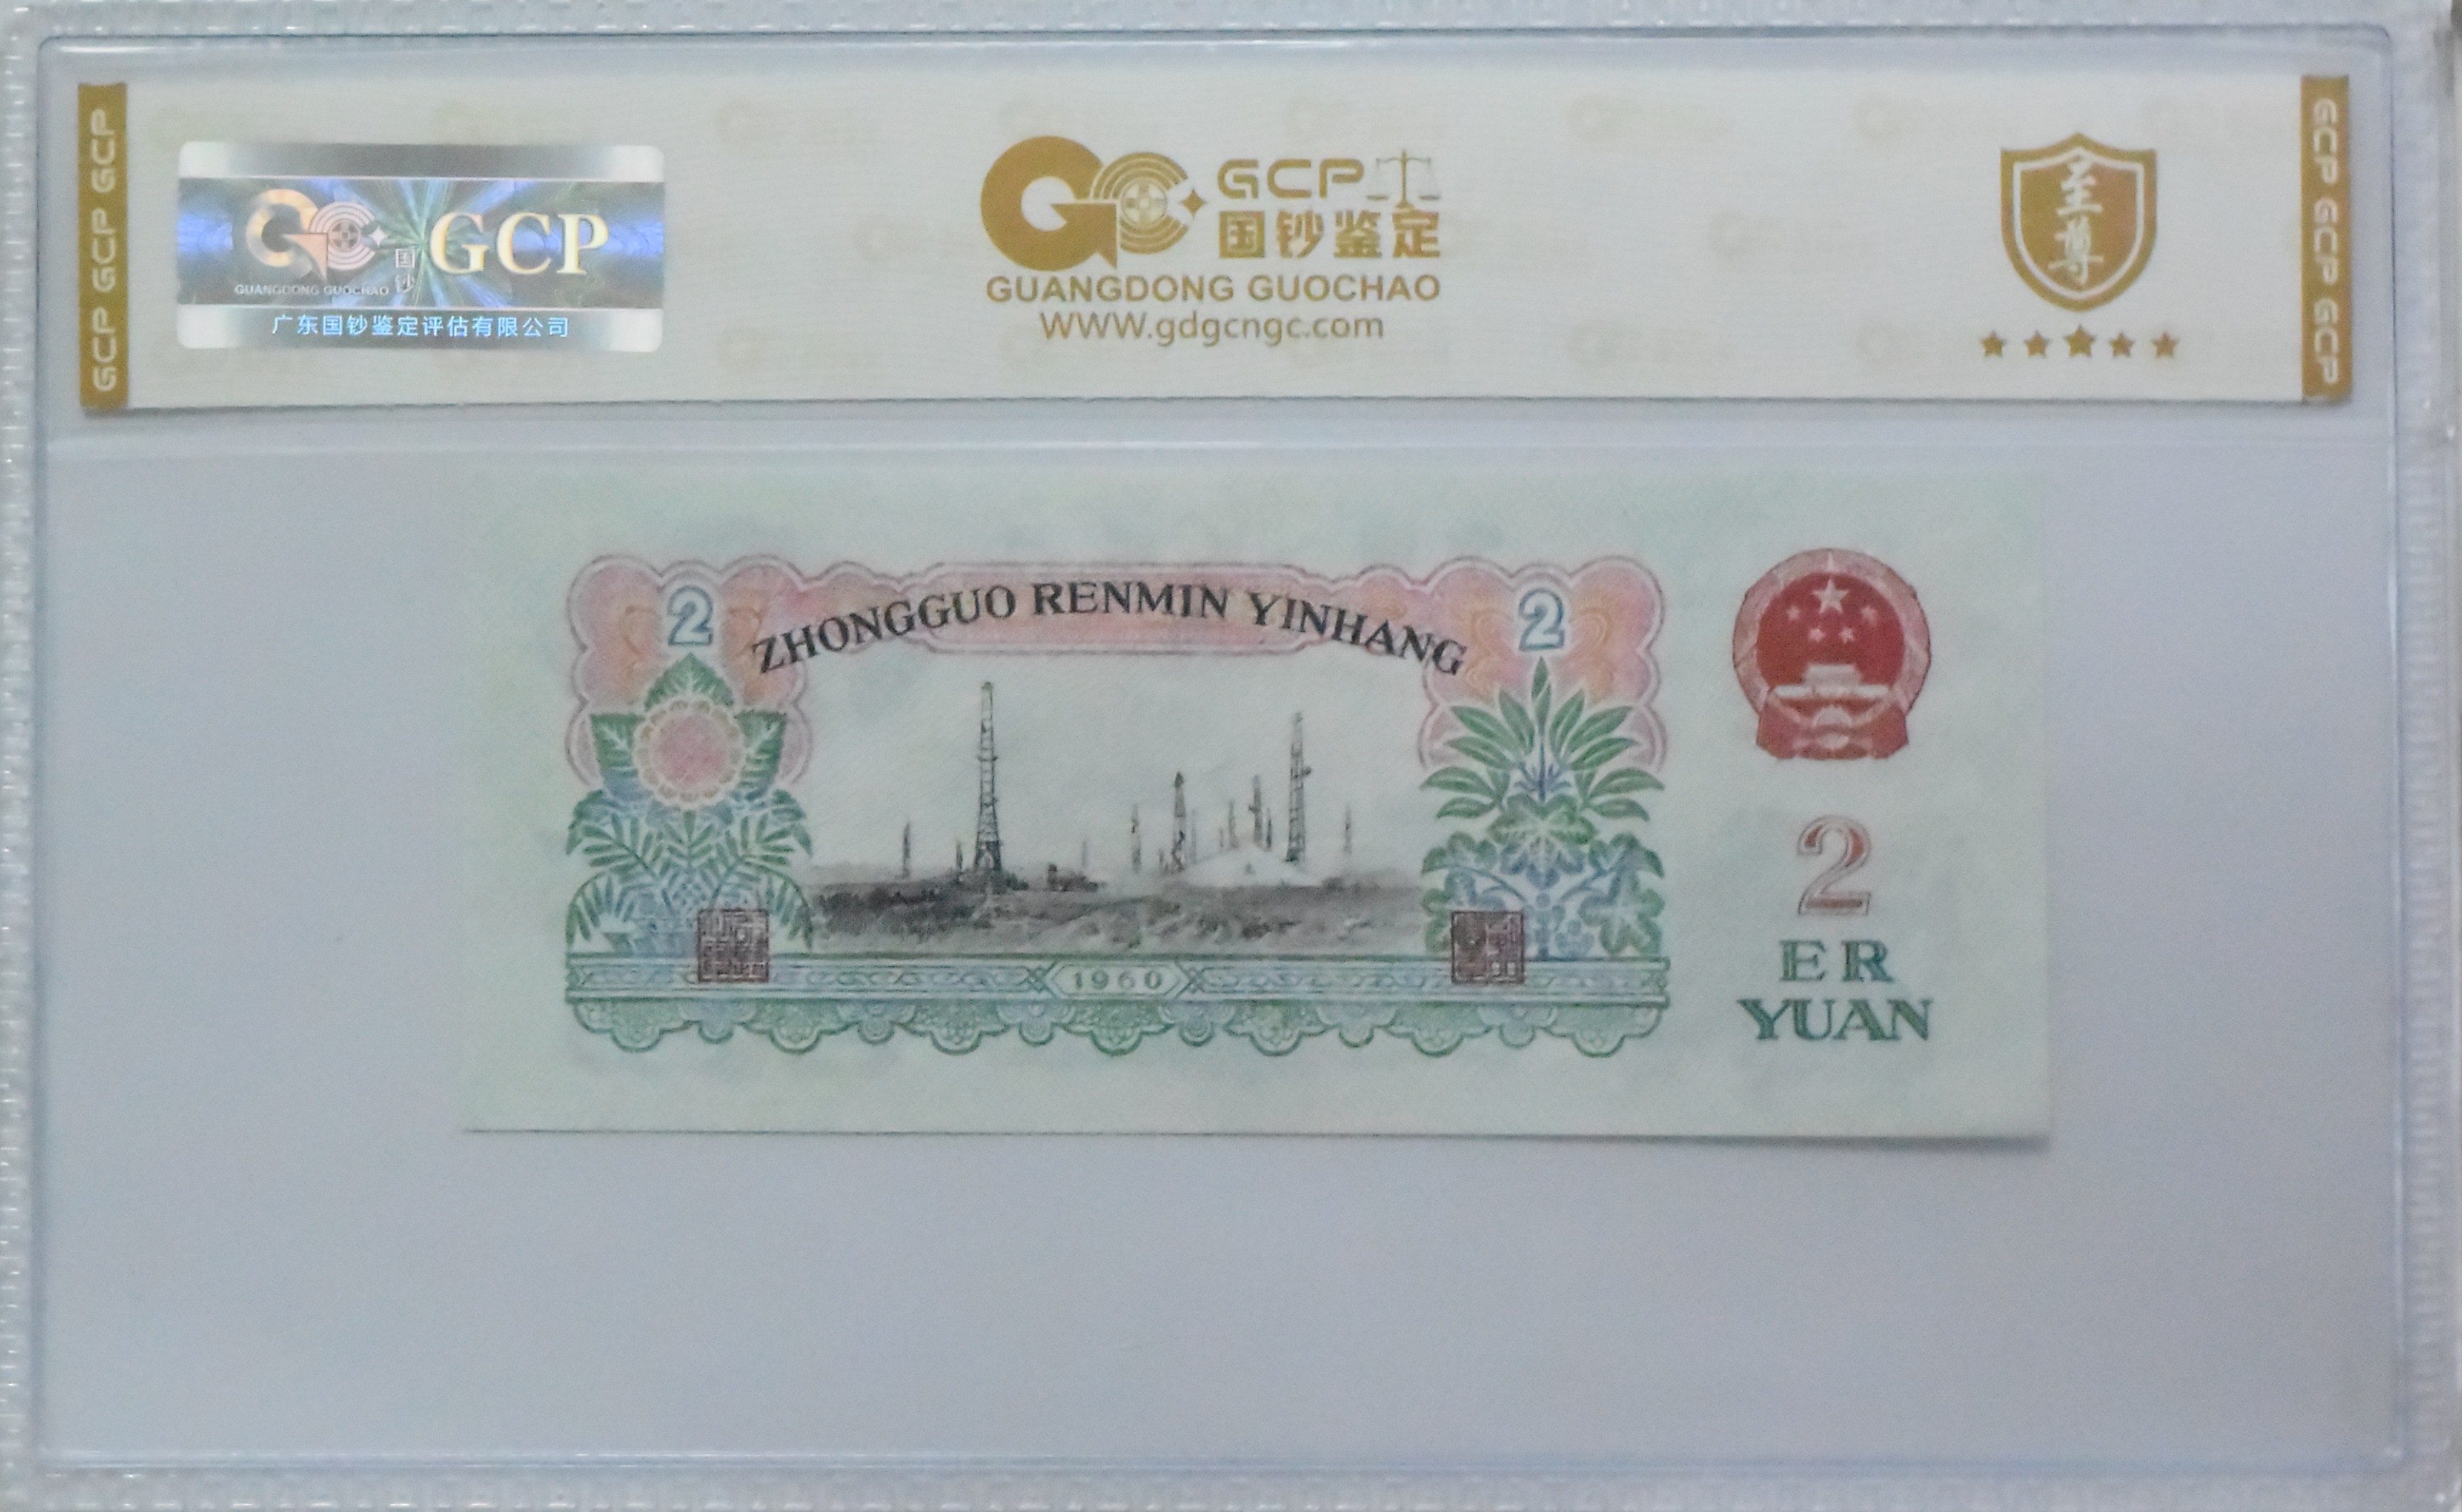 GCP GCP GCP
GCP
国钞
GUANGDONG GUOCHAO
广东国钞鉴定评估有限公司
GCP
国钞鉴定
GUANGDONG GUOCHAO
WWW.gdgcngc.com
至尊
GCP GCP GCP
2
ZHONGGUO RENMIN YINHANG
2
1960
2
ER
YUAN